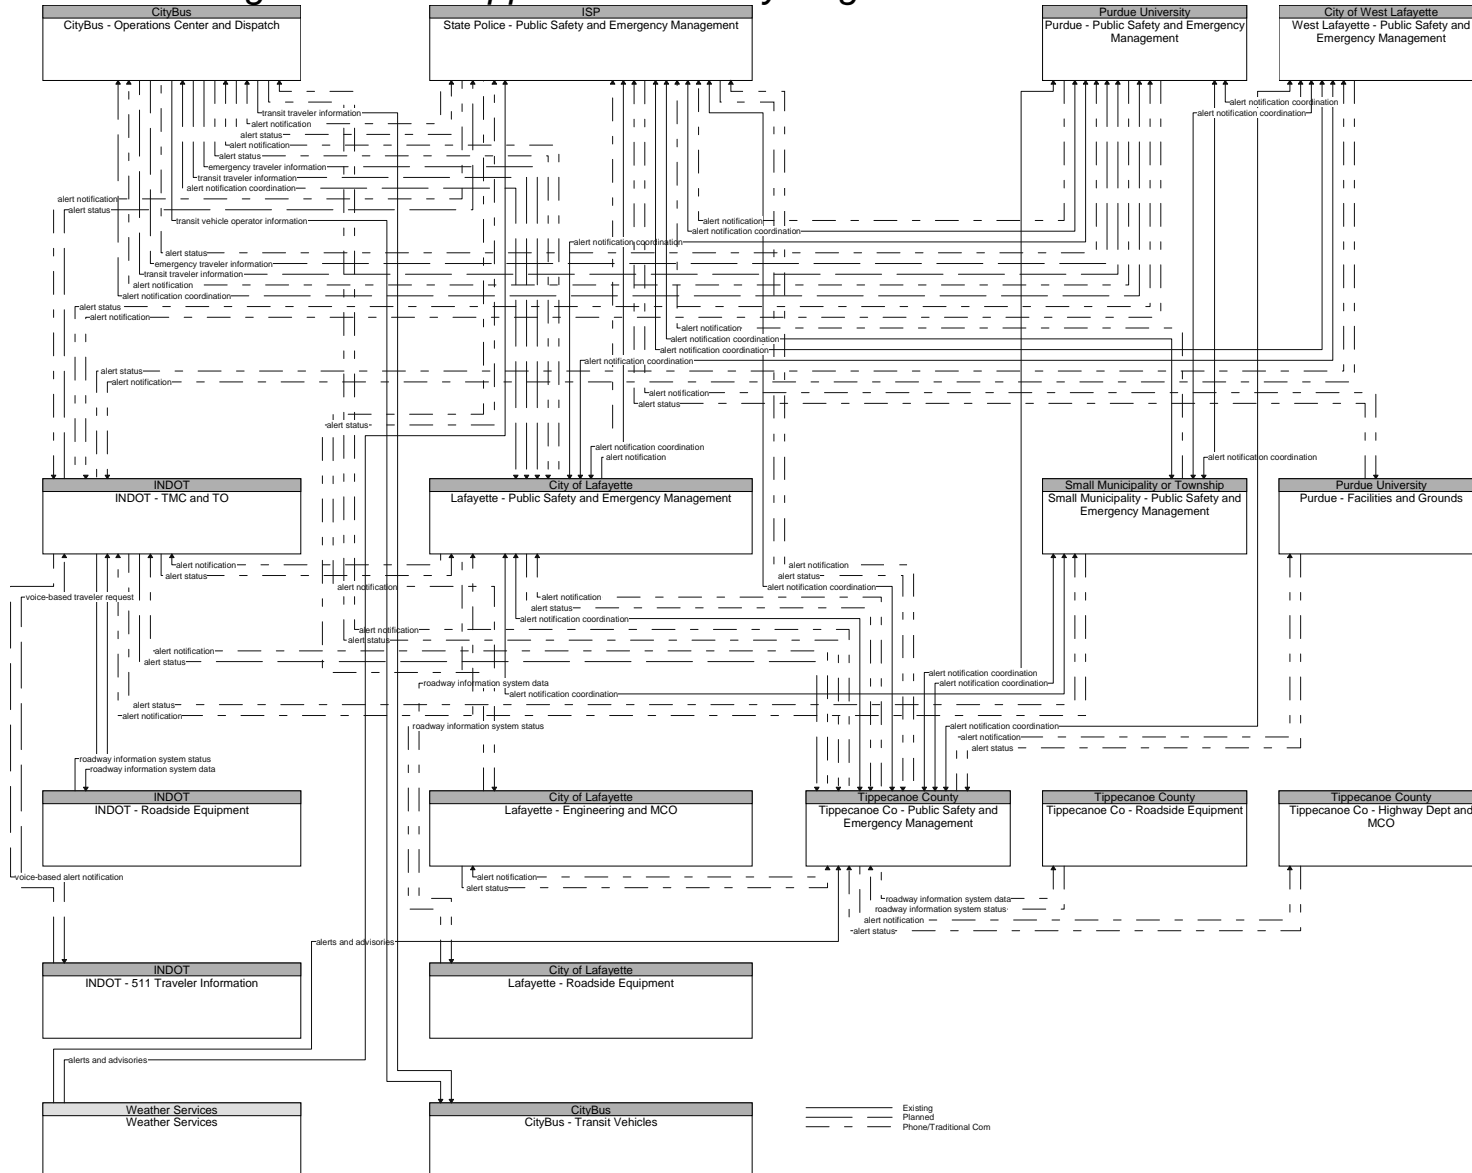 CityBus
CityBus - Operations Center and Dispatch
ISP
State Police - Public Safety and Emergency Management
Purdue University
Purdue - Public Safety and Emergency
Management
City of West Lafayette
West Lafayette - Public Safety and
Emergency Management
transit traveler information
alert notification
alert status
alert notification
alert status
emergency traveler information
transit traveler information
alert notification coordination
alert notification coordination
alert notification coordination
alert notification
alert status
transit vehicle operator information
alert notification
alert notification coordination
alert notification coordination
alert status
emergency traveler information
transit traveler information
alert notification
alert notification coordination
alert status
alert notification
alert notification
alert notification coordination
alert notification coordination
alert notification coordination
alert status
alert notification
alert notification
alert status
alert status
alert notification coordination
alert notification
alert notification coordination
INDOT
INDOT - TMC and TO
City of Lafayette
Lafayette - Public Safety and Emergency Management
Small Municipality or Township
Small Municipality - Public Safety and
Emergency Management
Purdue University
Purdue - Facilities and Grounds
alert notification
alert status
alert notification
alert notification
alert status
alert notification coordination
voice-based traveler request
alert notification
alert status
alert notification coordination
alert notification
alert status
alert notification
alert status
alert notification coordination
alert notification coordination
roadway information system data
alert notification coordination
alert status
alert notification
roadway information system status
alert notification coordination
alert notification
alert status
roadway information system status
roadway information system data
INDOT
INDOT - Roadside Equipment
City of Lafayette
Lafayette - Engineering and MCO
Tippecanoe County
Tippecanoe Co - Public Safety and
Emergency Management
Tippecanoe County
Tippecanoe Co - Roadside Equipment
Tippecanoe County
Tippecanoe Co - Highway Dept and
MCO
voice-based alert notification
alert notification
alert status
roadway information system data
roadway information system status
alert notification
alert status
alerts and advisories
INDOT
INDOT - 511 Traveler Information
City of Lafayette
Lafayette - Roadside Equipment
alerts and advisories
Weather Services
Weather Services
CityBus
CityBus - Transit Vehicles
Existing
Planned
Phone/Traditional Com